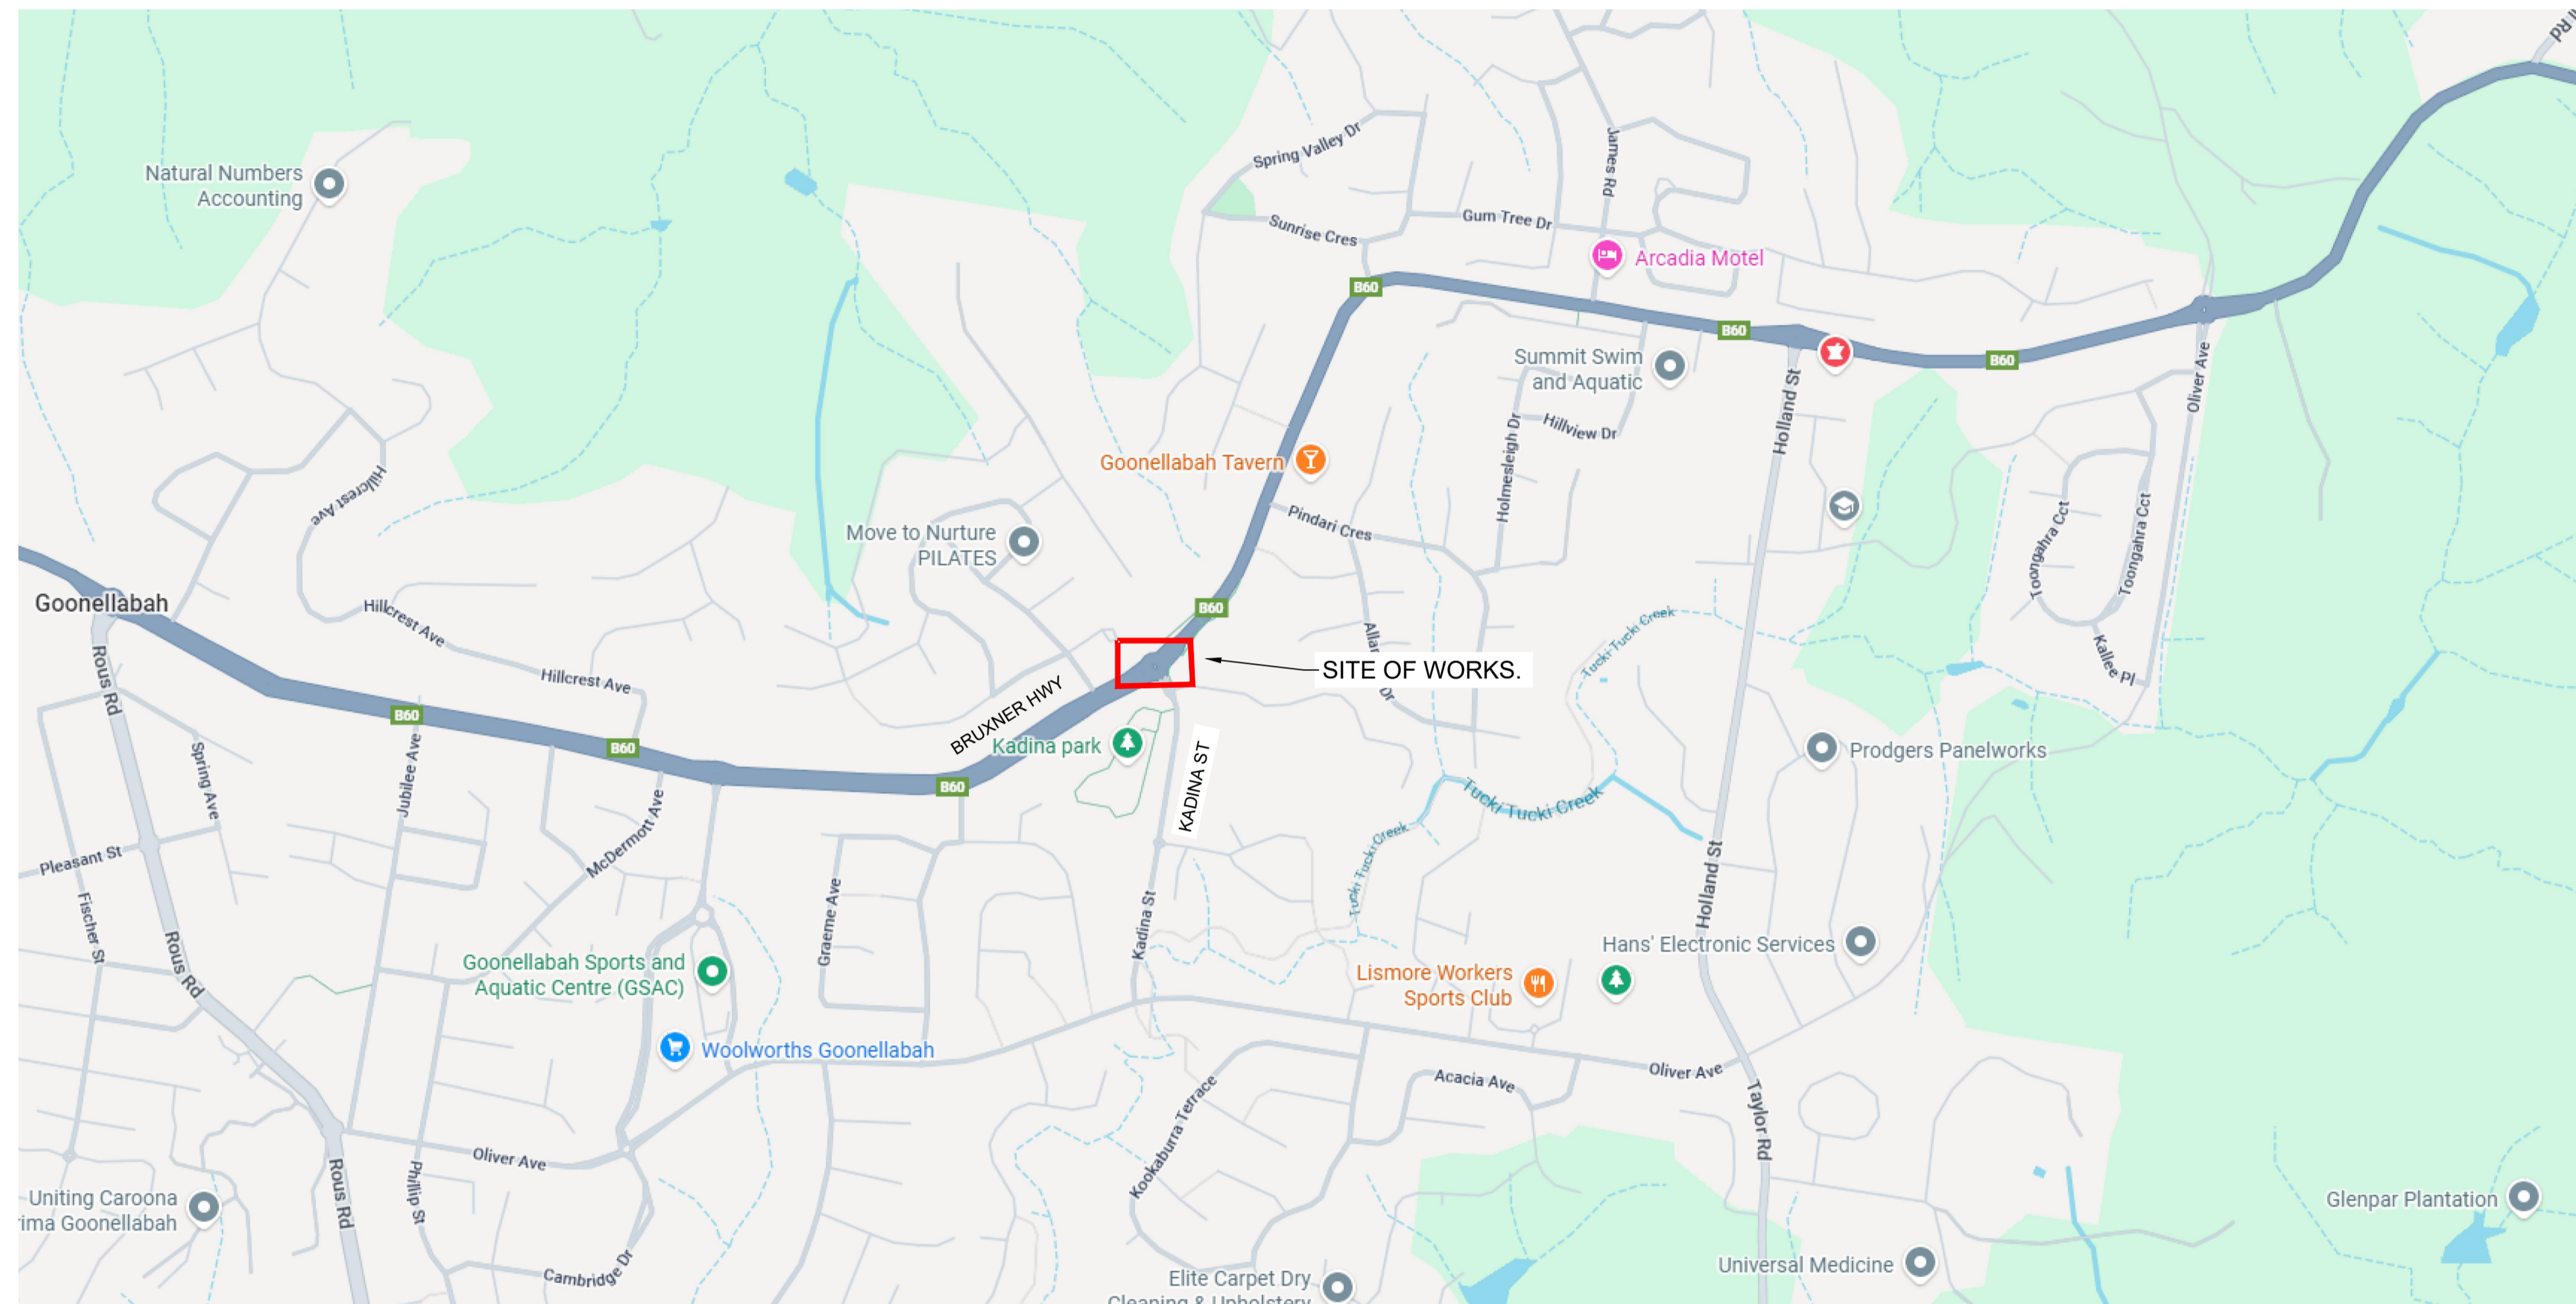 Rd
Natural Numbers
Accounting
Spring Valley Dr
James Rd
Sunrise Cres
Gum Tree Dr
Arcadia Motel
B60
B60
B60
Summit Swim
and Aquatic
Holland St
Oliver Ave
Hillview Dr
Holmesleigh Dr
Goonellabah Tavern
Hillcrest Ave
Pindari Cres
Toongahra Cct
Toongahra Cct
Move to Nurture
PILATES
Goonellabah
Hillcrest Ave
B60
Tucki Tucki Creek
Rous Rd
Hillcrest Ave
SITE OF WORKS.
Dr
Kallee Pl
B60
BRUXNER HWY
B60
Kadina park
KADINA ST
Prodgers Panelworks
Spring Ave
Jubilee Ave
B60
McDermott Ave
Tucki Tucki Creek
Tucki Tucki Creek
Pleasant St
Fischer St
Graeme Ave
Kadina St
Holland St
Rous Rd
Goonellabah Sports and
Aquatic Centre (GSAC)
Hans' Electronic Services
Lismore Workers
Sports Club
Woolworths Goonellabah
Oliver Ave
Acacia Ave
Taylor Rd
Kookaburra Terrace
Oliver Ave
Rous Rd
Phillip St
Uniting Caroona
rima Goonellabah
Glenpar Plantation
Cambridge Dr
Universal Medicine
Elite Carpet Dry
Cleaning & Upholstery